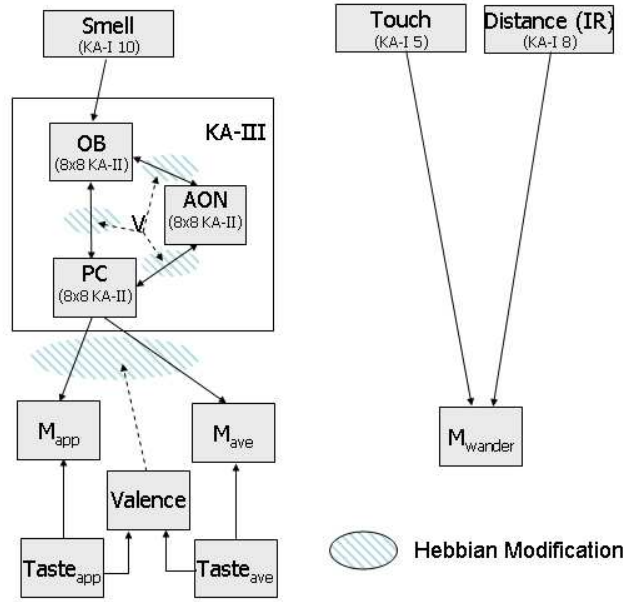 Smell
(KA-I 10)
Touch
(KA-I 5)
Distance (IR)
(KA-I 8)
KA-III
OB
(8x8 KA-II)
AON
(8x8 KA-II)
V
PC
(8x8 KA-II)
Mapp
Mave
Mwander
Valence
Tasteapp
Tasteave
Hebbian Modification